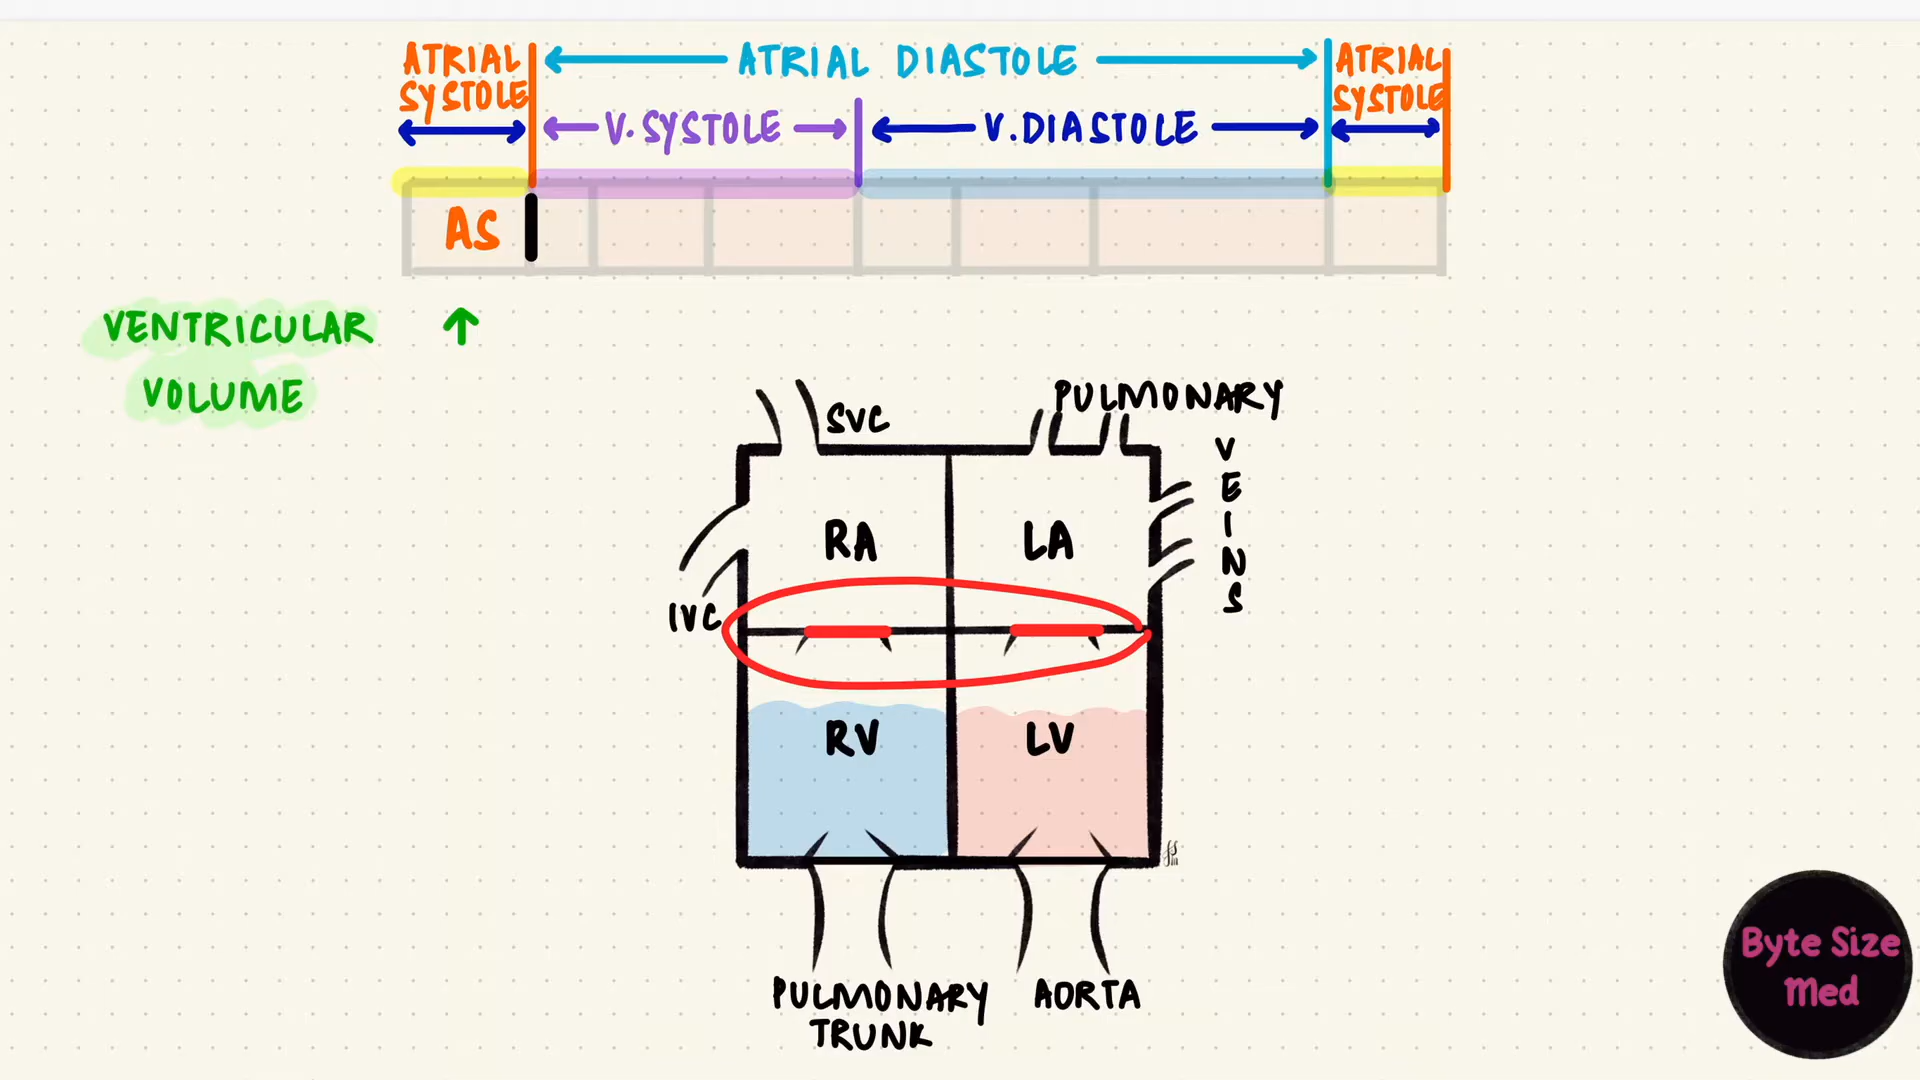 ATRIAL
SYSTOLE
ATRIAL DIASTOLE
ATRIAL
SYSTOLE
V. SYSTOLE
V. DIASTOLE
AS
VENTRICULAR
VOLUME
↑
SVC
PULMONARY
VEINS
RA
LA
IVC
RV
LV
PULMONARY
TRUNK
AORTA
Byte Size
Med